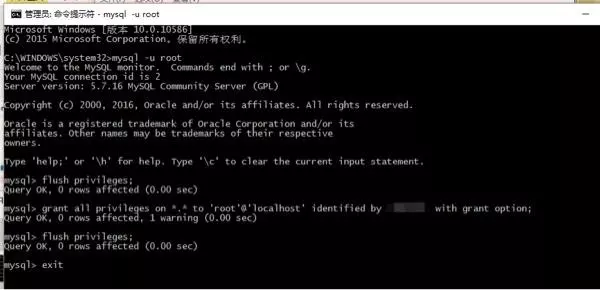 管理员: 命令提示符 - mysql -u root
Microsoft Windows [版本 10.0.10586]
(c) 2015 Microsoft Corporation。保留所有权利。
C:\WINDOWS\system32>mysql -u root
Welcome to the MySQL monitor.  Commands end with ; or \g.
Your MySQL connection id is 2
Server version: 5.7.16 MySQL Community Server (GPL)
Copyright (c) 2000, 2016, Oracle and/or its affiliates. All rights reserved.
Oracle is a registered trademark of Oracle Corporation and/or its
affiliates. Other names may be trademarks of their respective
owners.
Type 'help;' or '\h' for help. Type '\c' to clear the current input statement.
mysql> flush privileges;
Query OK, 0 rows affected (0.00 sec)
mysql> grant all privileges on *.* to 'root'@'localhost' identified by with grant option;
Query OK, 0 rows affected, 1 warning (0.00 sec)
mysql> flush privileges;
Query OK, 0 rows affected (0.00 sec)
mysql> exit